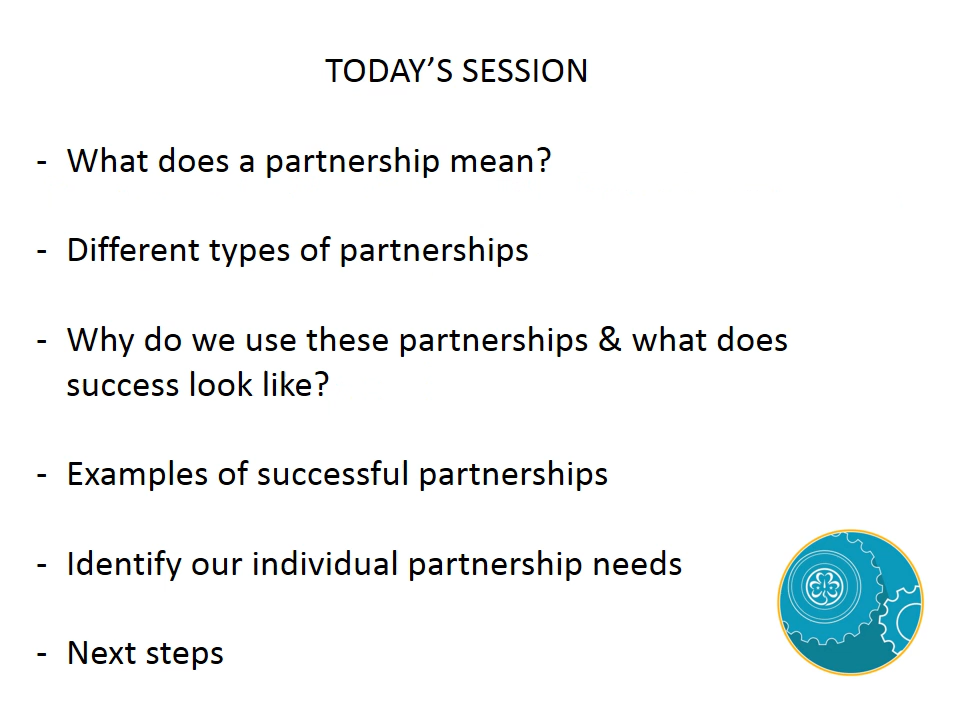 TODAY’S SESSION
- What does a partnership mean?
- Different types of partnerships
- Why do we use these partnerships & what does
success look like?
- Examples of successful partnerships
- Identify our individual partnership needs
- Next steps